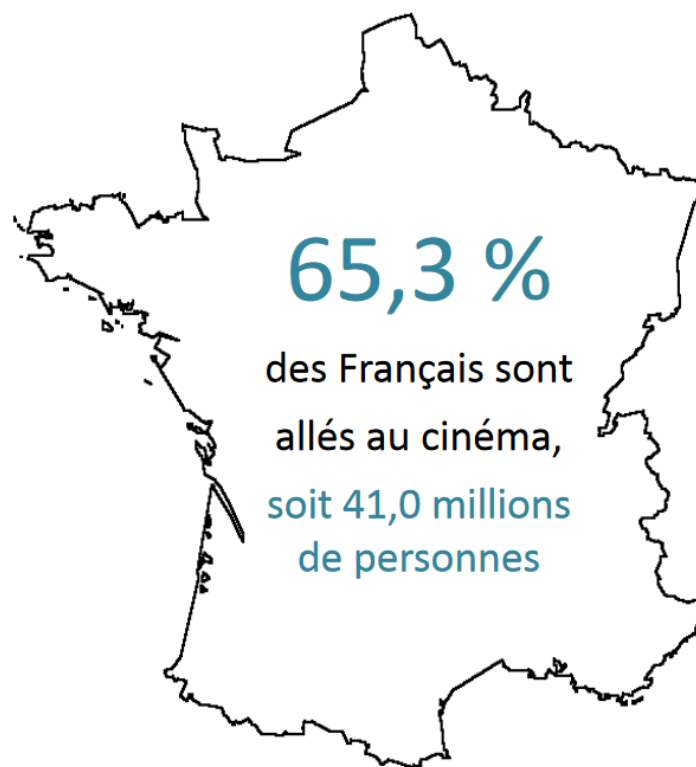 65,3 %
des Français sont
allés au cinéma,
soit 41,0 millions
de personnes